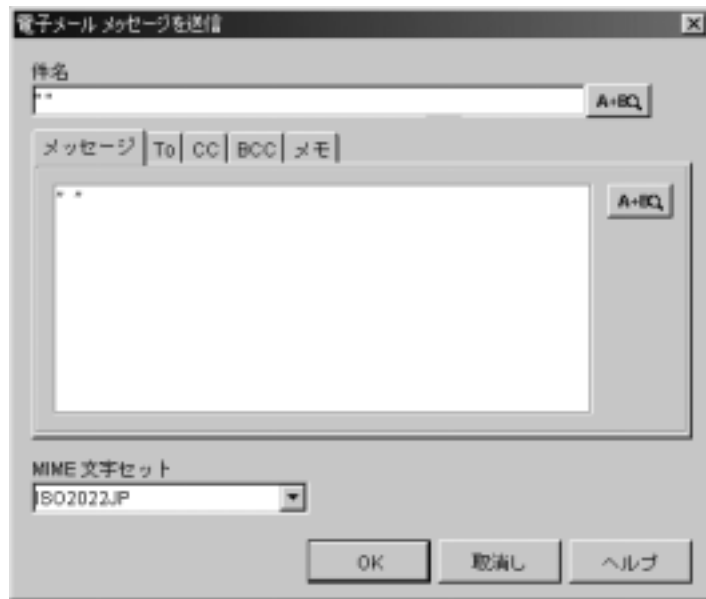 電子メール メッセージを送信
件名
""
A+B
メッセージ To CC BCC メモ
""
A+B
MIME 文字セット
ISO2022JP
OK 取消し ヘルプ